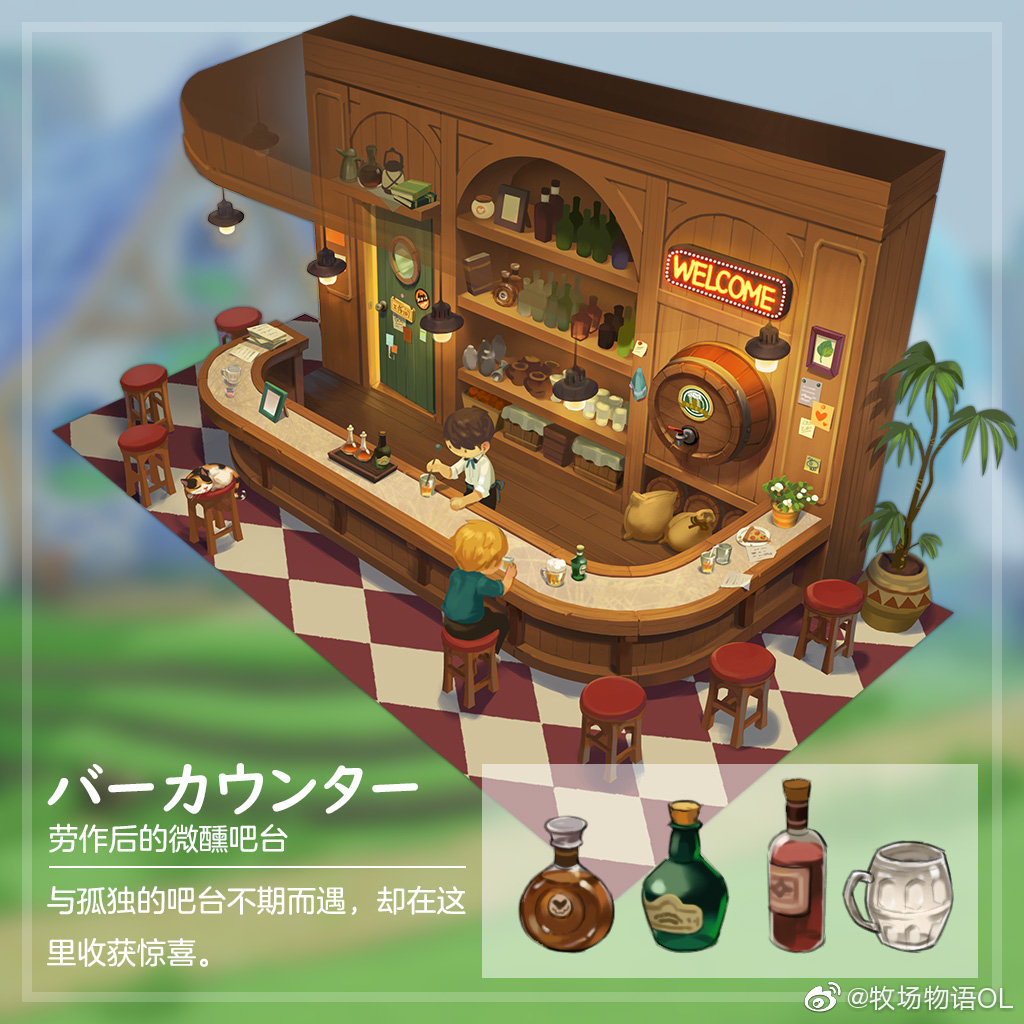 WELCOME
バーカウンター
劳作后的微醺吧台
与孤独的吧台不期而遇，却在这
里收获惊喜。
@牧场物语OL